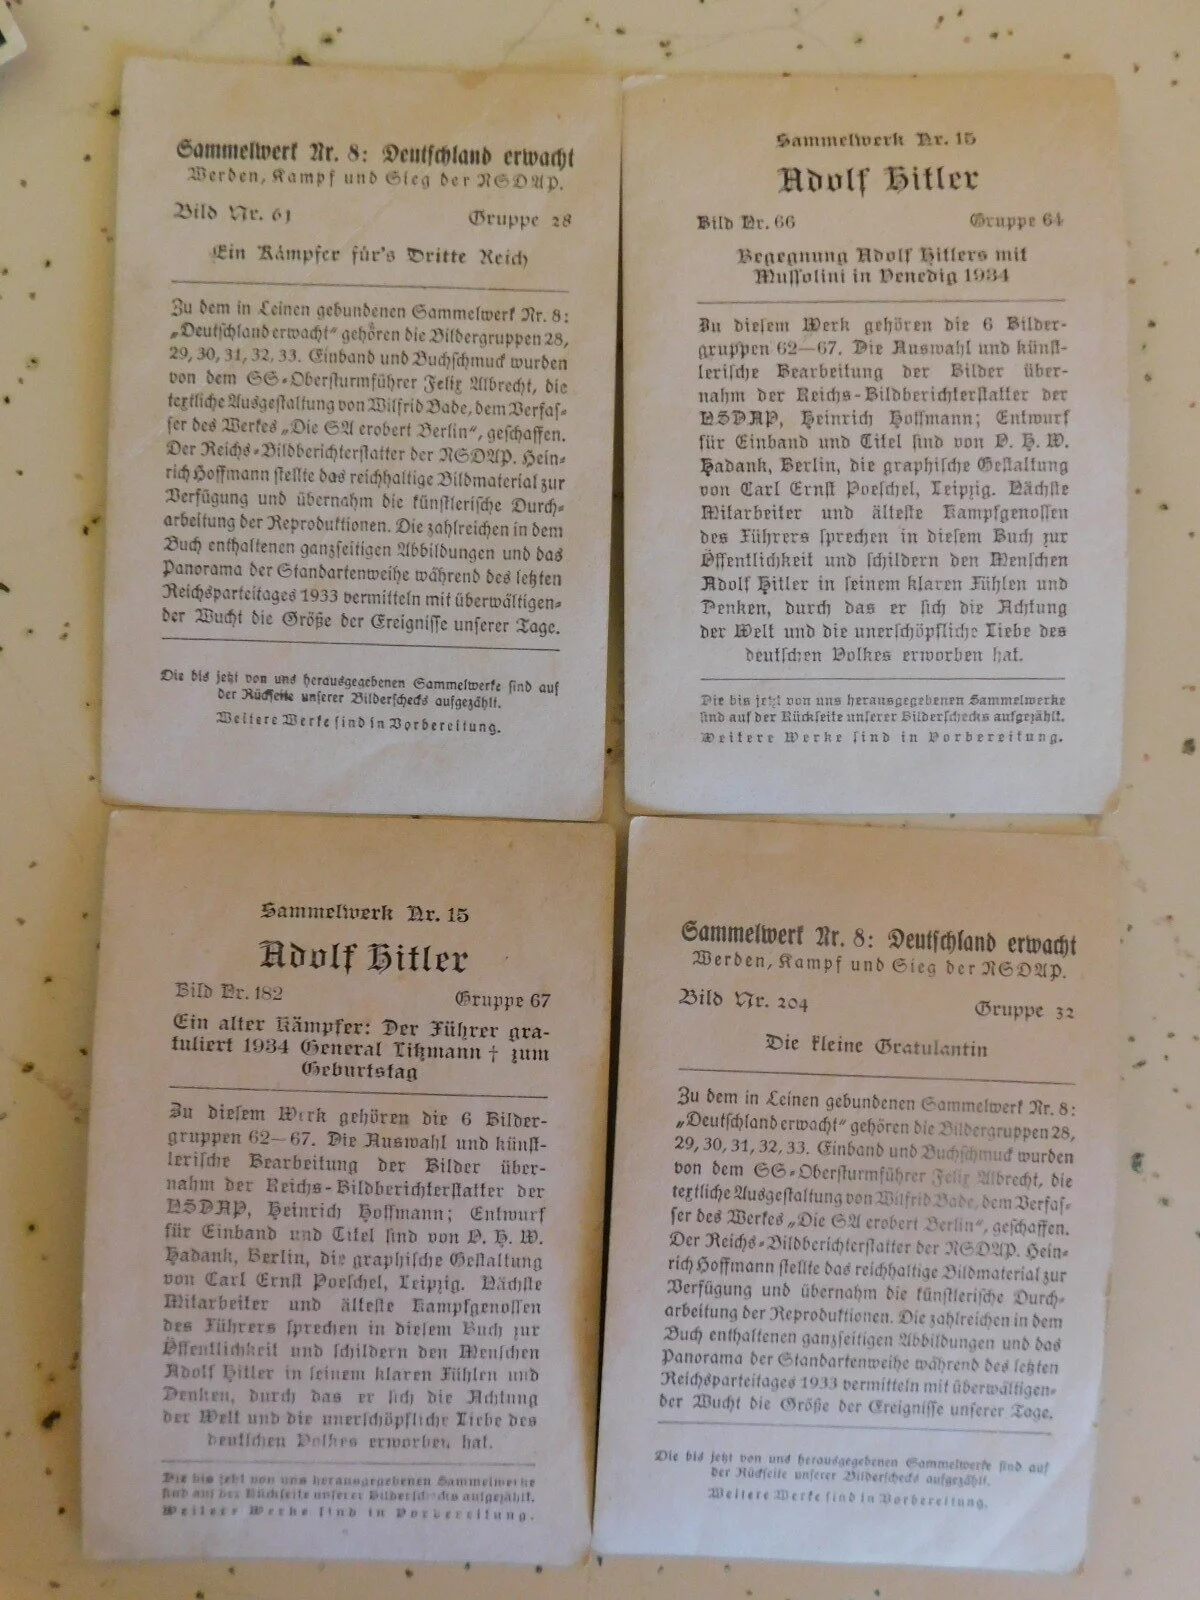 Sammelwerk Nr. 8: Deutschland erwacht
Werden, Kampf und Sieg der NSDAP.
Bild Nr. 61 Gruppe 28
Ein Kämpfer für's Dritte Reich
Zu dem in Leinen gebundenen Sammelwerk Nr. 8:
„Deutschland erwacht" gehören die Bildergruppen 28,
29, 30, 31, 32, 33. Einband und Buchschmuck wurden
von dem SS-Obersturmführer Felix Albrecht, die
textliche Ausgestaltung von Wilfrid Bade, dem Verfas-
ser des Werkes „Die SA erobert Berlin", geschaffen.
Der Reichs-Bildberichterstatter der NSDAP. Hein-
rich Hoffmann stellte das reichhaltige Bildmaterial zur
Verfügung und übernahm die künstlerische Durch-
arbeitung der Reproduktionen. Die zahlreichen in dem
Buch enthaltenen ganzseitigen Abbildungen und das
Panorama der Standartenweihe während des letzten
Reichsparteitages 1933 vermitteln mit überwältigen-
der Wucht die Größe der Ereignisse unserer Tage.
Die bis jetzt von uns herausgegebenen Sammelwerke sind auf
der Rückseite unserer Bilderschecks aufgezählt.
Weitere Werke sind in Vorbereitung.
Sammelwerk Nr. 15
Adolf Hitler
Bild Nr. 66 Gruppe 64
Begegnung Adolf Hitlers mit
Mussolini in Venedig 1934
Zu diesem Werk gehören die 6 Bilder-
gruppen 62—67. Die Auswahl und künst-
lerische Bearbeitung der Bilder über-
nahm der Reichs-Bildberichterstatter der
NSDAP, Heinrich Hoffmann; Entwurf
für Einband und Titel sind von O. H. W.
Hadank, Berlin, die graphische Gestaltung
von Carl Ernst Poeschel, Leipzig. Nächste
Mitarbeiter und älteste Kampfgenossen
des Führers sprechen in diesem Buch zur
Öffentlichkeit und schildern den Menschen
Adolf Hitler in seinem klaren Fühlen und
Denken, durch das er sich die Achtung
der Welt und die unerschöpfliche Liebe des
deutschen Volkes erworben hat.
Die bis jetzt von uns herausgegebenen Sammelwerke
sind auf der Rückseite unserer Bilderschecks aufgezählt.
Weitere Werke sind in Vorbereitung.
Sammelwerk Nr. 15
Adolf Hitler
Bild Nr. 182 Gruppe 67
Ein alter Kämpfer: Der Führer gra-
tuliert 1934 General Litzmann † zum
Geburtstag
Zu diesem Werk gehören die 6 Bilder-
gruppen 62—67. Die Auswahl und künst-
lerische Bearbeitung der Bilder über-
nahm der Reichs-Bildberichterstatter der
NSDAP, Heinrich Hoffmann; Entwurf
für Einband und Titel sind von O. H. W.
Hadank, Berlin, die graphische Gestaltung
von Carl Ernst Poeschel, Leipzig. Nächste
Mitarbeiter und älteste Kampfgenossen
des Führers sprechen in diesem Buch zur
Öffentlichkeit und schildern den Menschen
Adolf Hitler in seinem klaren Fühlen und
Denken, durch das er sich die Achtung
der Welt und die unerschöpfliche Liebe des
deutschen Volkes erworben hat.
Die bis jetzt von uns herausgegebenen Sammelwerke
sind auf der Rückseite unserer Bilderschecks aufgezählt.
Weitere Werke sind in Vorbereitung.
Sammelwerk Nr. 8: Deutschland erwacht
Werden, Kampf und Sieg der NSDAP.
Bild Nr. 204 Gruppe 32
Die kleine Gratulantin
Zu dem in Leinen gebundenen Sammelwerk Nr. 8:
„Deutschland erwacht" gehören die Bildergruppen 28,
29, 30, 31, 32, 33. Einband und Buchschmuck wurden
von dem SS-Obersturmführer Felix Albrecht, die
textliche Ausgestaltung von Wilfrid Bade, dem Verfas-
ser des Werkes „Die SA erobert Berlin", geschaffen.
Der Reichs-Bildberichterstatter der NSDAP. Hein-
rich Hoffmann stellte das reichhaltige Bildmaterial zur
Verfügung und übernahm die künstlerische Durch-
arbeitung der Reproduktionen. Die zahlreichen in dem
Buch enthaltenen ganzseitigen Abbildungen und das
Panorama der Standartenweihe während des letzten
Reichsparteitages 1933 vermitteln mit überwältigen-
der Wucht die Größe der Ereignisse unserer Tage.
Die bis jetzt von uns herausgegebenen Sammelwerke sind auf
der Rückseite unserer Bilderschecks aufgezählt.
Weitere Werke sind in Vorbereitung.